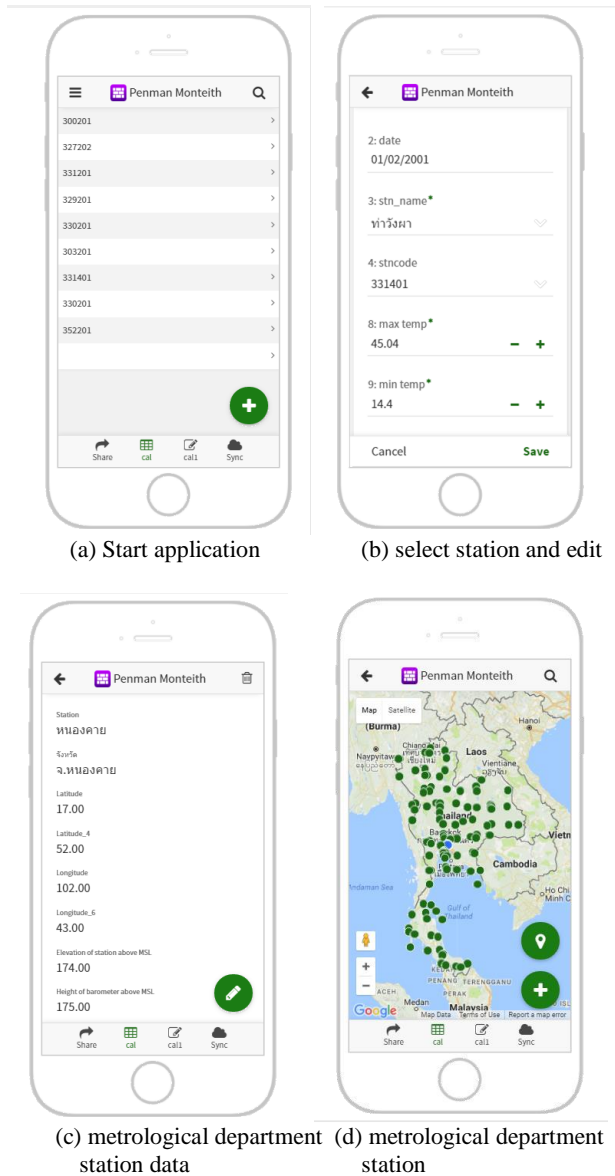 Penman Monteith
300201
327202
331201
329201
330201
303201
331401
330201
352201
Share
cal
cal1
Sync
(a) Start application
Penman Monteith
2: date
01/02/2001
3: stn_name*
ท่าวังผา
4: stncode
331401
8: max temp*
45.04
9: min temp*
14.4
Cancel
Save
(b) select station and edit
Penman Monteith
Station
หนองคาย
จังหวัด
จ.หนองคาย
Latitude
17.00
Latitude_4
52.00
Longitude
102.00
Longitude_6
43.00
Elevation of station above MSL
174.00
Height of barometer above MSL
175.00
Share
cal
cal1
Sync
(c) metrological department
station data
Penman Monteith
Map
Satellite
(Burma)
Hanoi
Naypyitaw
Laos
Vientiane
Cambodia
Andaman Sea
Gulf of
Thailand
PENANG
TERENGGANU
PERAK
ACEH
Medan
Malaysia
Google
Map Data
Terms of Use
Report a map error
Share
cal
cal1
Sync
(d) metrological department
station